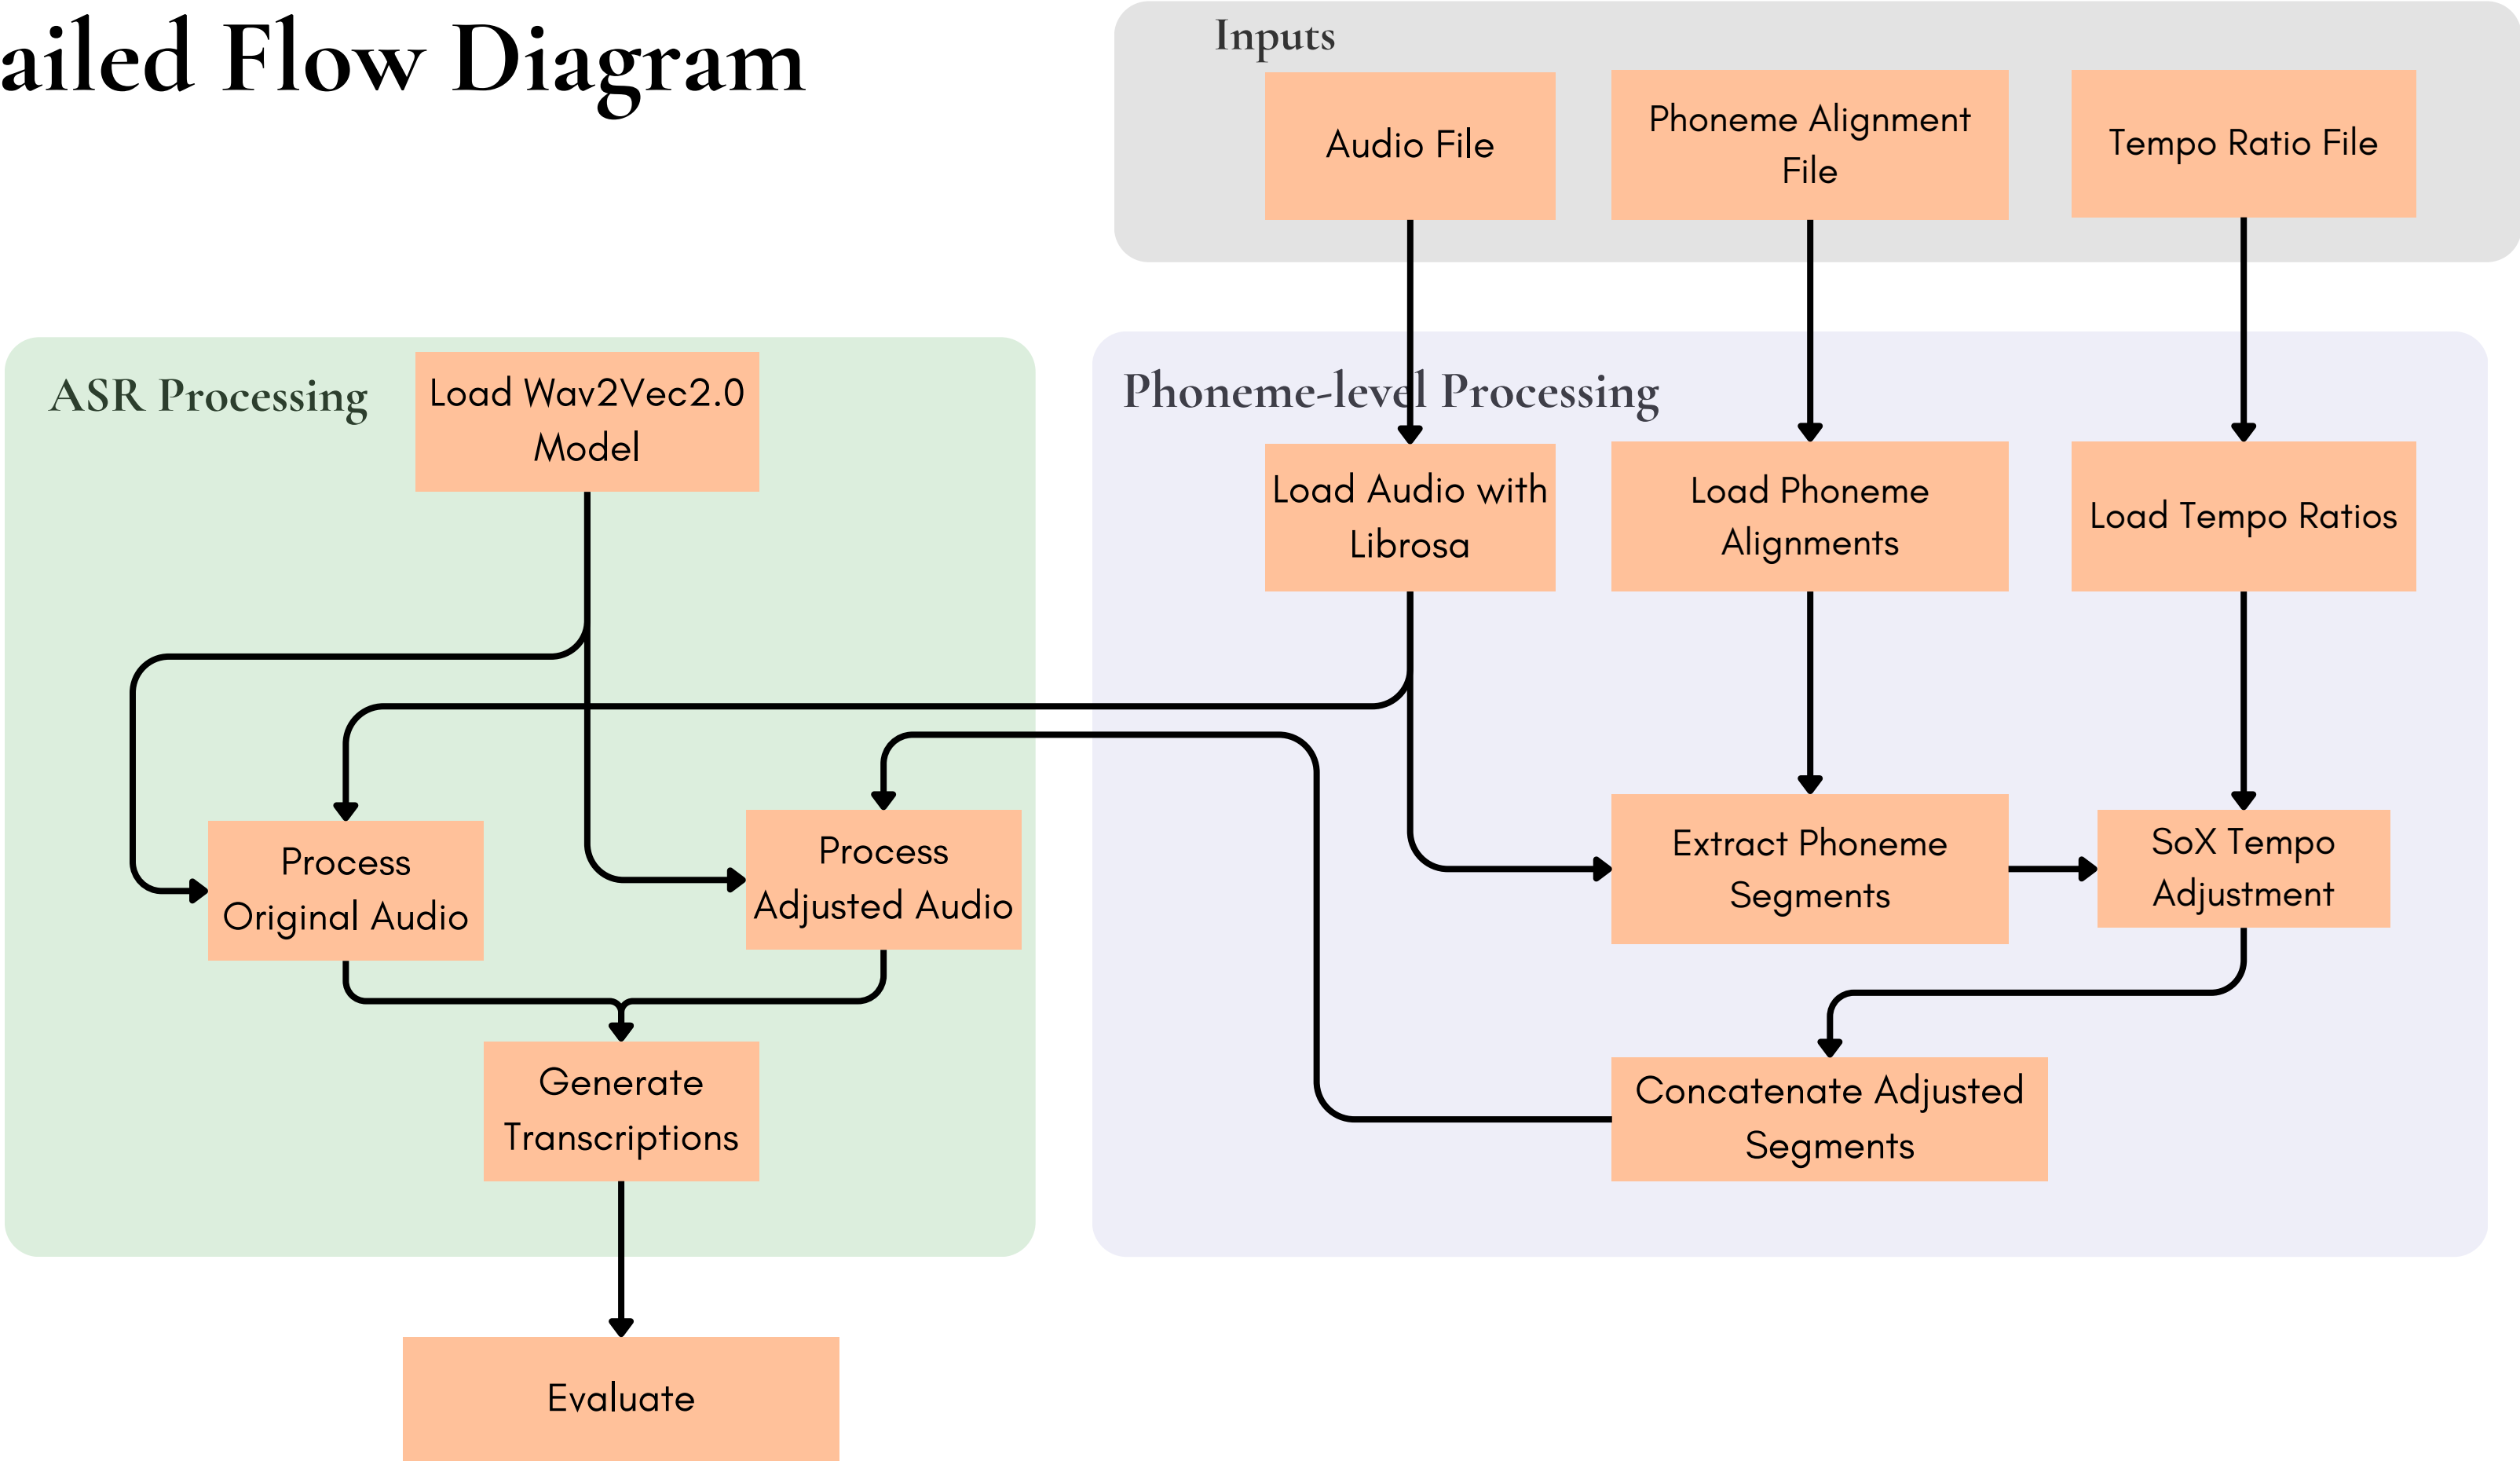 ailed Flow Diagram
Inputs
Audio File
Phoneme Alignment
File
Tempo Ratio File
ASR Processing
Load Wav2Vec2.0
Model
Phoneme-level Processing
Load Audio with
Librosa
Load Phoneme
Alignments
Load Tempo Ratios
Process
Original Audio
Process
Adjusted Audio
Extract Phoneme
Segments
SoX Tempo
Adjustment
Generate
Transcriptions
Concatenate Adjusted
Segments
Evaluate